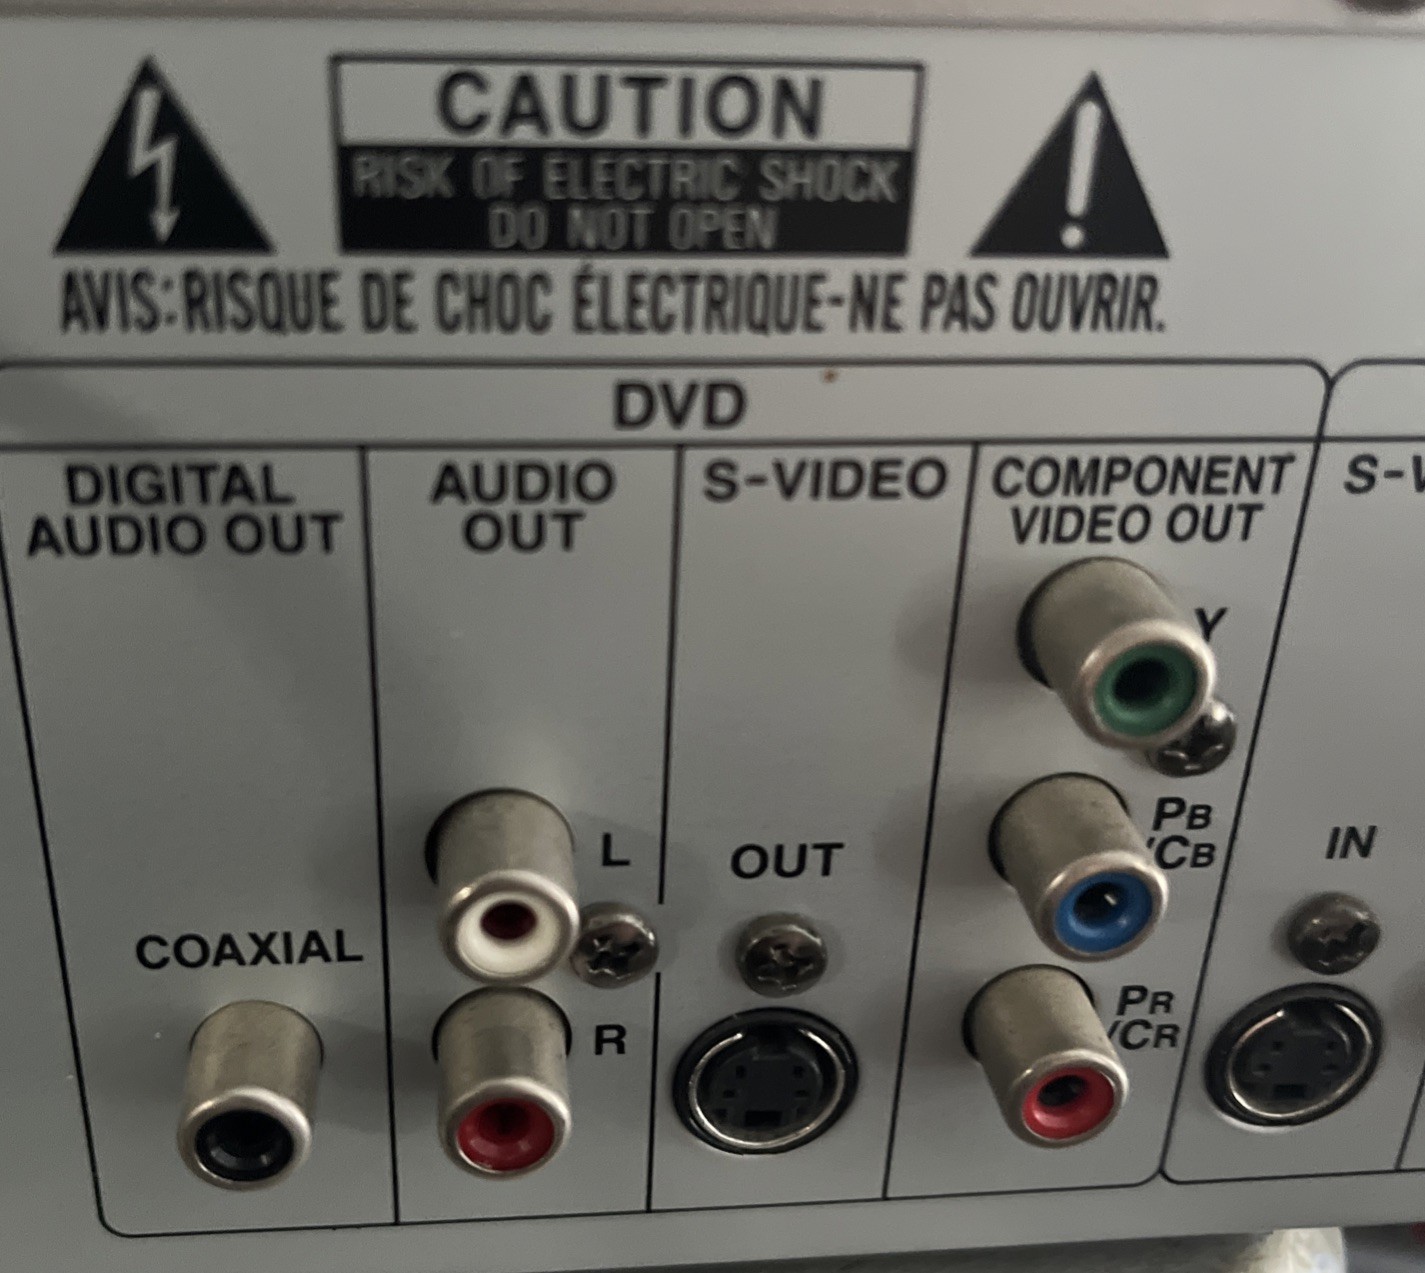 CAUTION
RISK OF ELECTRIC SHOCK
DO NOT OPEN
AVIS:RISQUE DE CHOC ÉLECTRIQUE-NE PAS OUVRIR.
DVD
DIGITAL
AUDIO OUT
AUDIO
OUT
S-VIDEO
COMPONENT
VIDEO OUT
S-V
Y
L
OUT
PB
/CB
IN
COAXIAL
R
PR
/CR